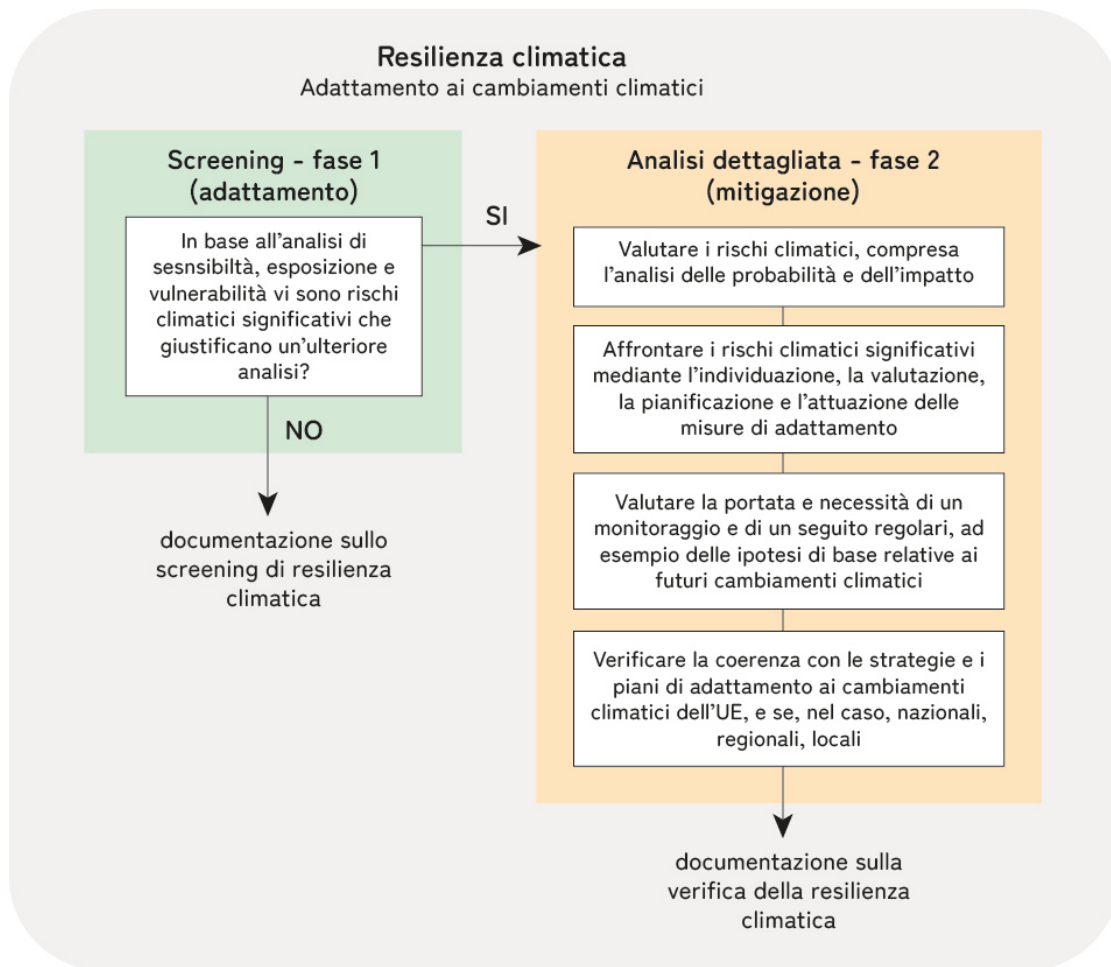 Resilienza climatica
Adattamento ai cambiamenti climatici
Screening - fase 1
(adattamento)
In base all'analisi di
sesnsibiltà, esposizione e
vulnerabilità vi sono rischi
climatici significativi che
giustificano un'ulteriore
analisi?
SI
NO
documentazione sullo
screening di resilienza
climatica
Analisi dettagliata - fase 2
(mitigazione)
Valutare i rischi climatici, compresa
l'analisi delle probabilità e dell'impatto
Affrontare i rischi climatici significativi
mediante l'individuazione, la valutazione,
la pianificazione e l'attuazione delle
misure di adattamento
Valutare la portata e necessità di un
monitoraggio e di un seguito regolari, ad
esempio delle ipotesi di base relative ai
futuri cambiamenti climatici
Verificare la coerenza con le strategie e i
piani di adattamento ai cambiamenti
climatici dell'UE, e se, nel caso, nazionali,
regionali, locali
documentazione sulla
verifica della resilienza
climatica